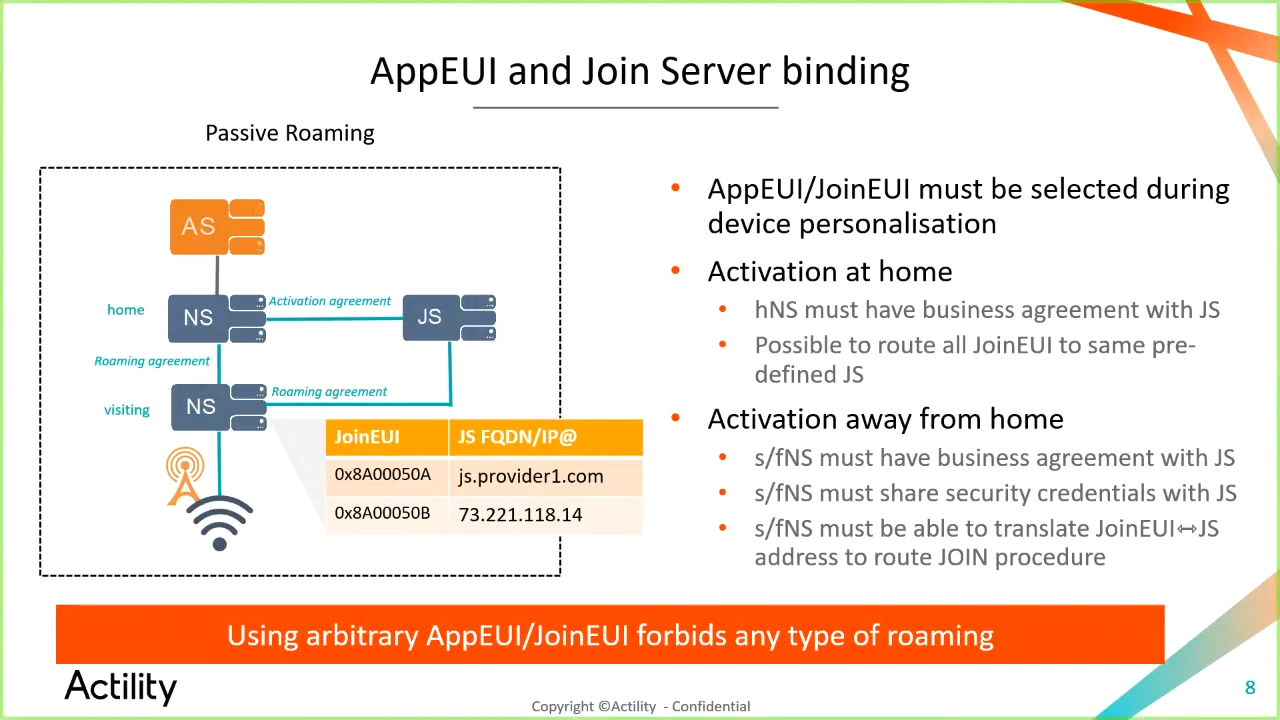 AppEUI and Join Server binding
Passive Roaming
AS
home
NS
Activation agreement
JS
Roaming agreement
visiting
NS
Roaming agreement
JoinEUI JS FQDN/IP@
0x8A00050A js.provider1.com
0x8A00050B 73.221.118.14
• AppEUI/JoinEUI must be selected during
device personalisation
• Activation at home
• hNS must have business agreement with JS
• Possible to route all JoinEUI to same pre-
defined JS
• Activation away from home
• s/fNS must have business agreement with JS
• s/fNS must share security credentials with JS
• s/fNS must be able to translate JoinEUI↔JS
address to route JOIN procedure
Using arbitrary AppEUI/JoinEUI forbids any type of roaming
Actility
Copyright ©Actility - Confidential
8